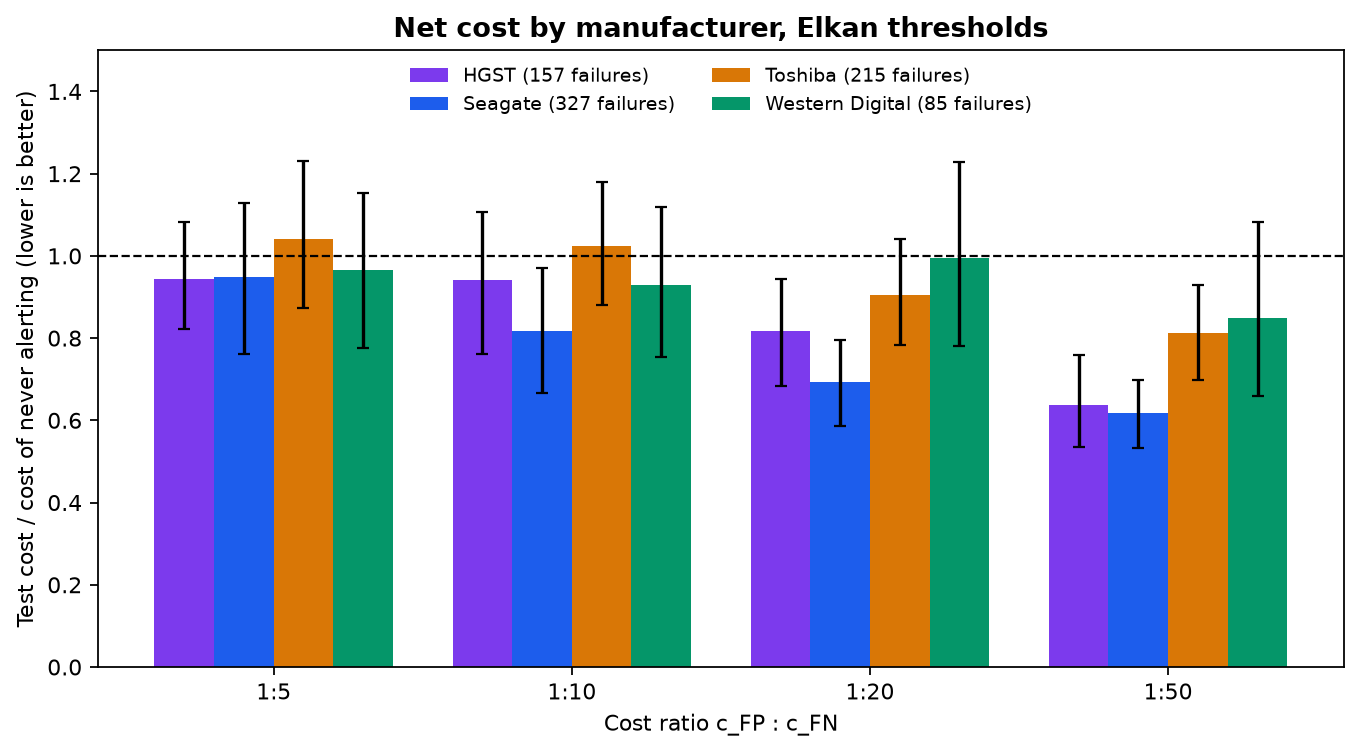 Net cost by manufacturer, Elkan thresholds
HGST (157 failures)
Seagate (327 failures)
Toshiba (215 failures)
Western Digital (85 failures)
Test cost / cost of never alerting (lower is better)
1.4
1.2
1.0
0.8
0.6
0.4
0.2
0.0
1:5
1:10
1:20
1:50
Cost ratio c_FP : c_FN